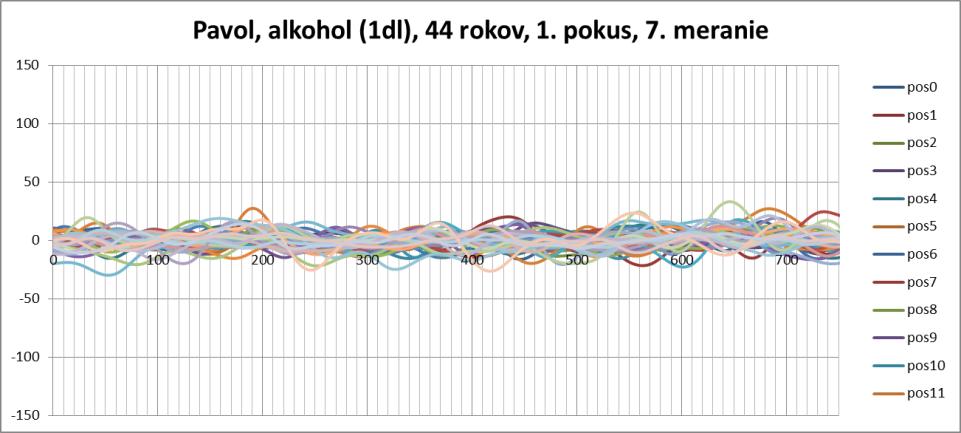 Pavol, alkohol (1dl), 44 rokov, 1. pokus, 7. meranie
150
100
50
0
-50
-100
-150
0 100 200 300 400 500 600 700
pos0
pos1
pos2
pos3
pos4
pos5
pos6
pos7
pos8
pos9
pos10
pos11